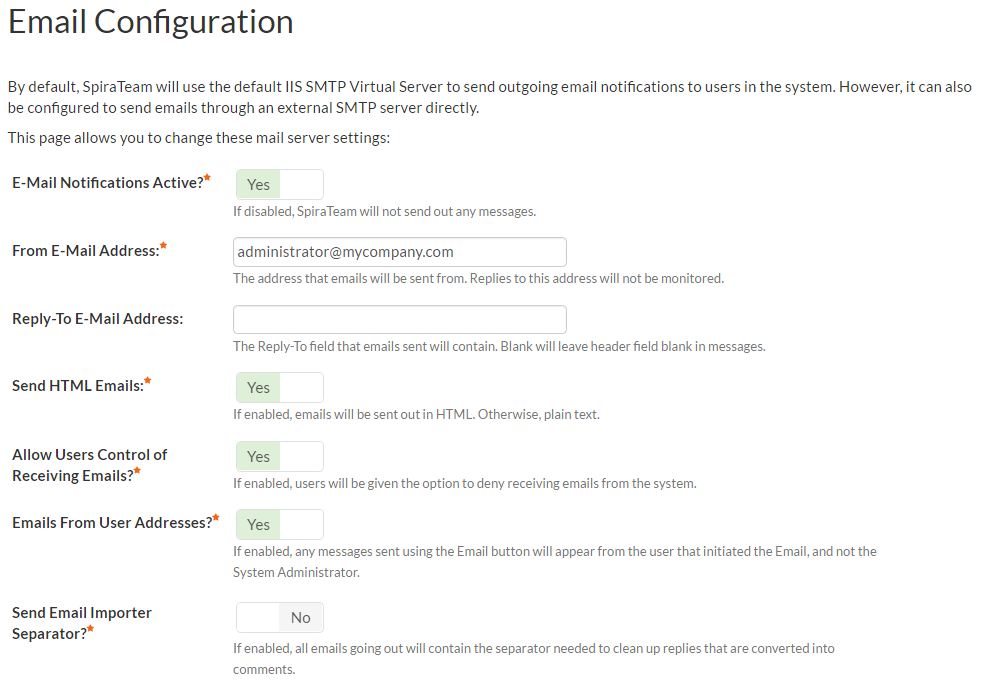 Email Configuration
By default, SpiraTeam will use the default IIS SMTP Virtual Server to send outgoing email notifications to users in the system. However, it can also
be configured to send emails through an external SMTP server directly.
This page allows you to change these mail server settings:
E-Mail Notifications Active?*
Yes
If disabled, SpiraTeam will not send out any messages.
From E-Mail Address:*
administrator@mycompany.com
The address that emails will be sent from. Replies to this address will not be monitored.
Reply-To E-Mail Address:
The Reply-To field that emails sent will contain. Blank will leave header field blank in messages.
Send HTML Emails:*
Yes
If enabled, emails will be sent out in HTML. Otherwise, plain text.
Allow Users Control of
Receiving Emails?*
Yes
If enabled, users will be given the option to deny receiving emails from the system.
Emails From User Addresses?*
Yes
If enabled, any messages sent using the Email button will appear from the user that initiated the Email, and not the
System Administrator.
Send Email Importer
Separator?*
No
If enabled, all emails going out will contain the separator needed to clean up replies that are converted into
comments.